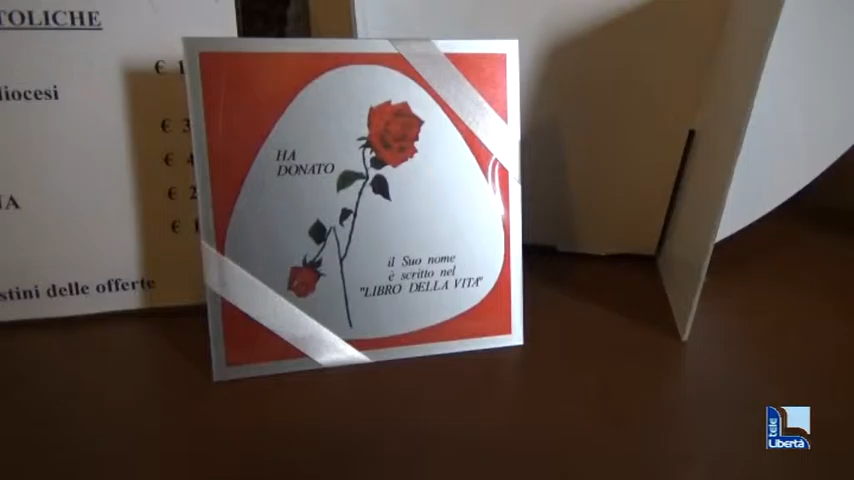 TOLICHE
diocesi
€ 1
€ 3
€ 4
€ 2
NA
€ 1
stini delle offerte
HA
DONATO
il Suo nome
è scritto nel
"LIBRO DELLA VITA"
tele
Libertà